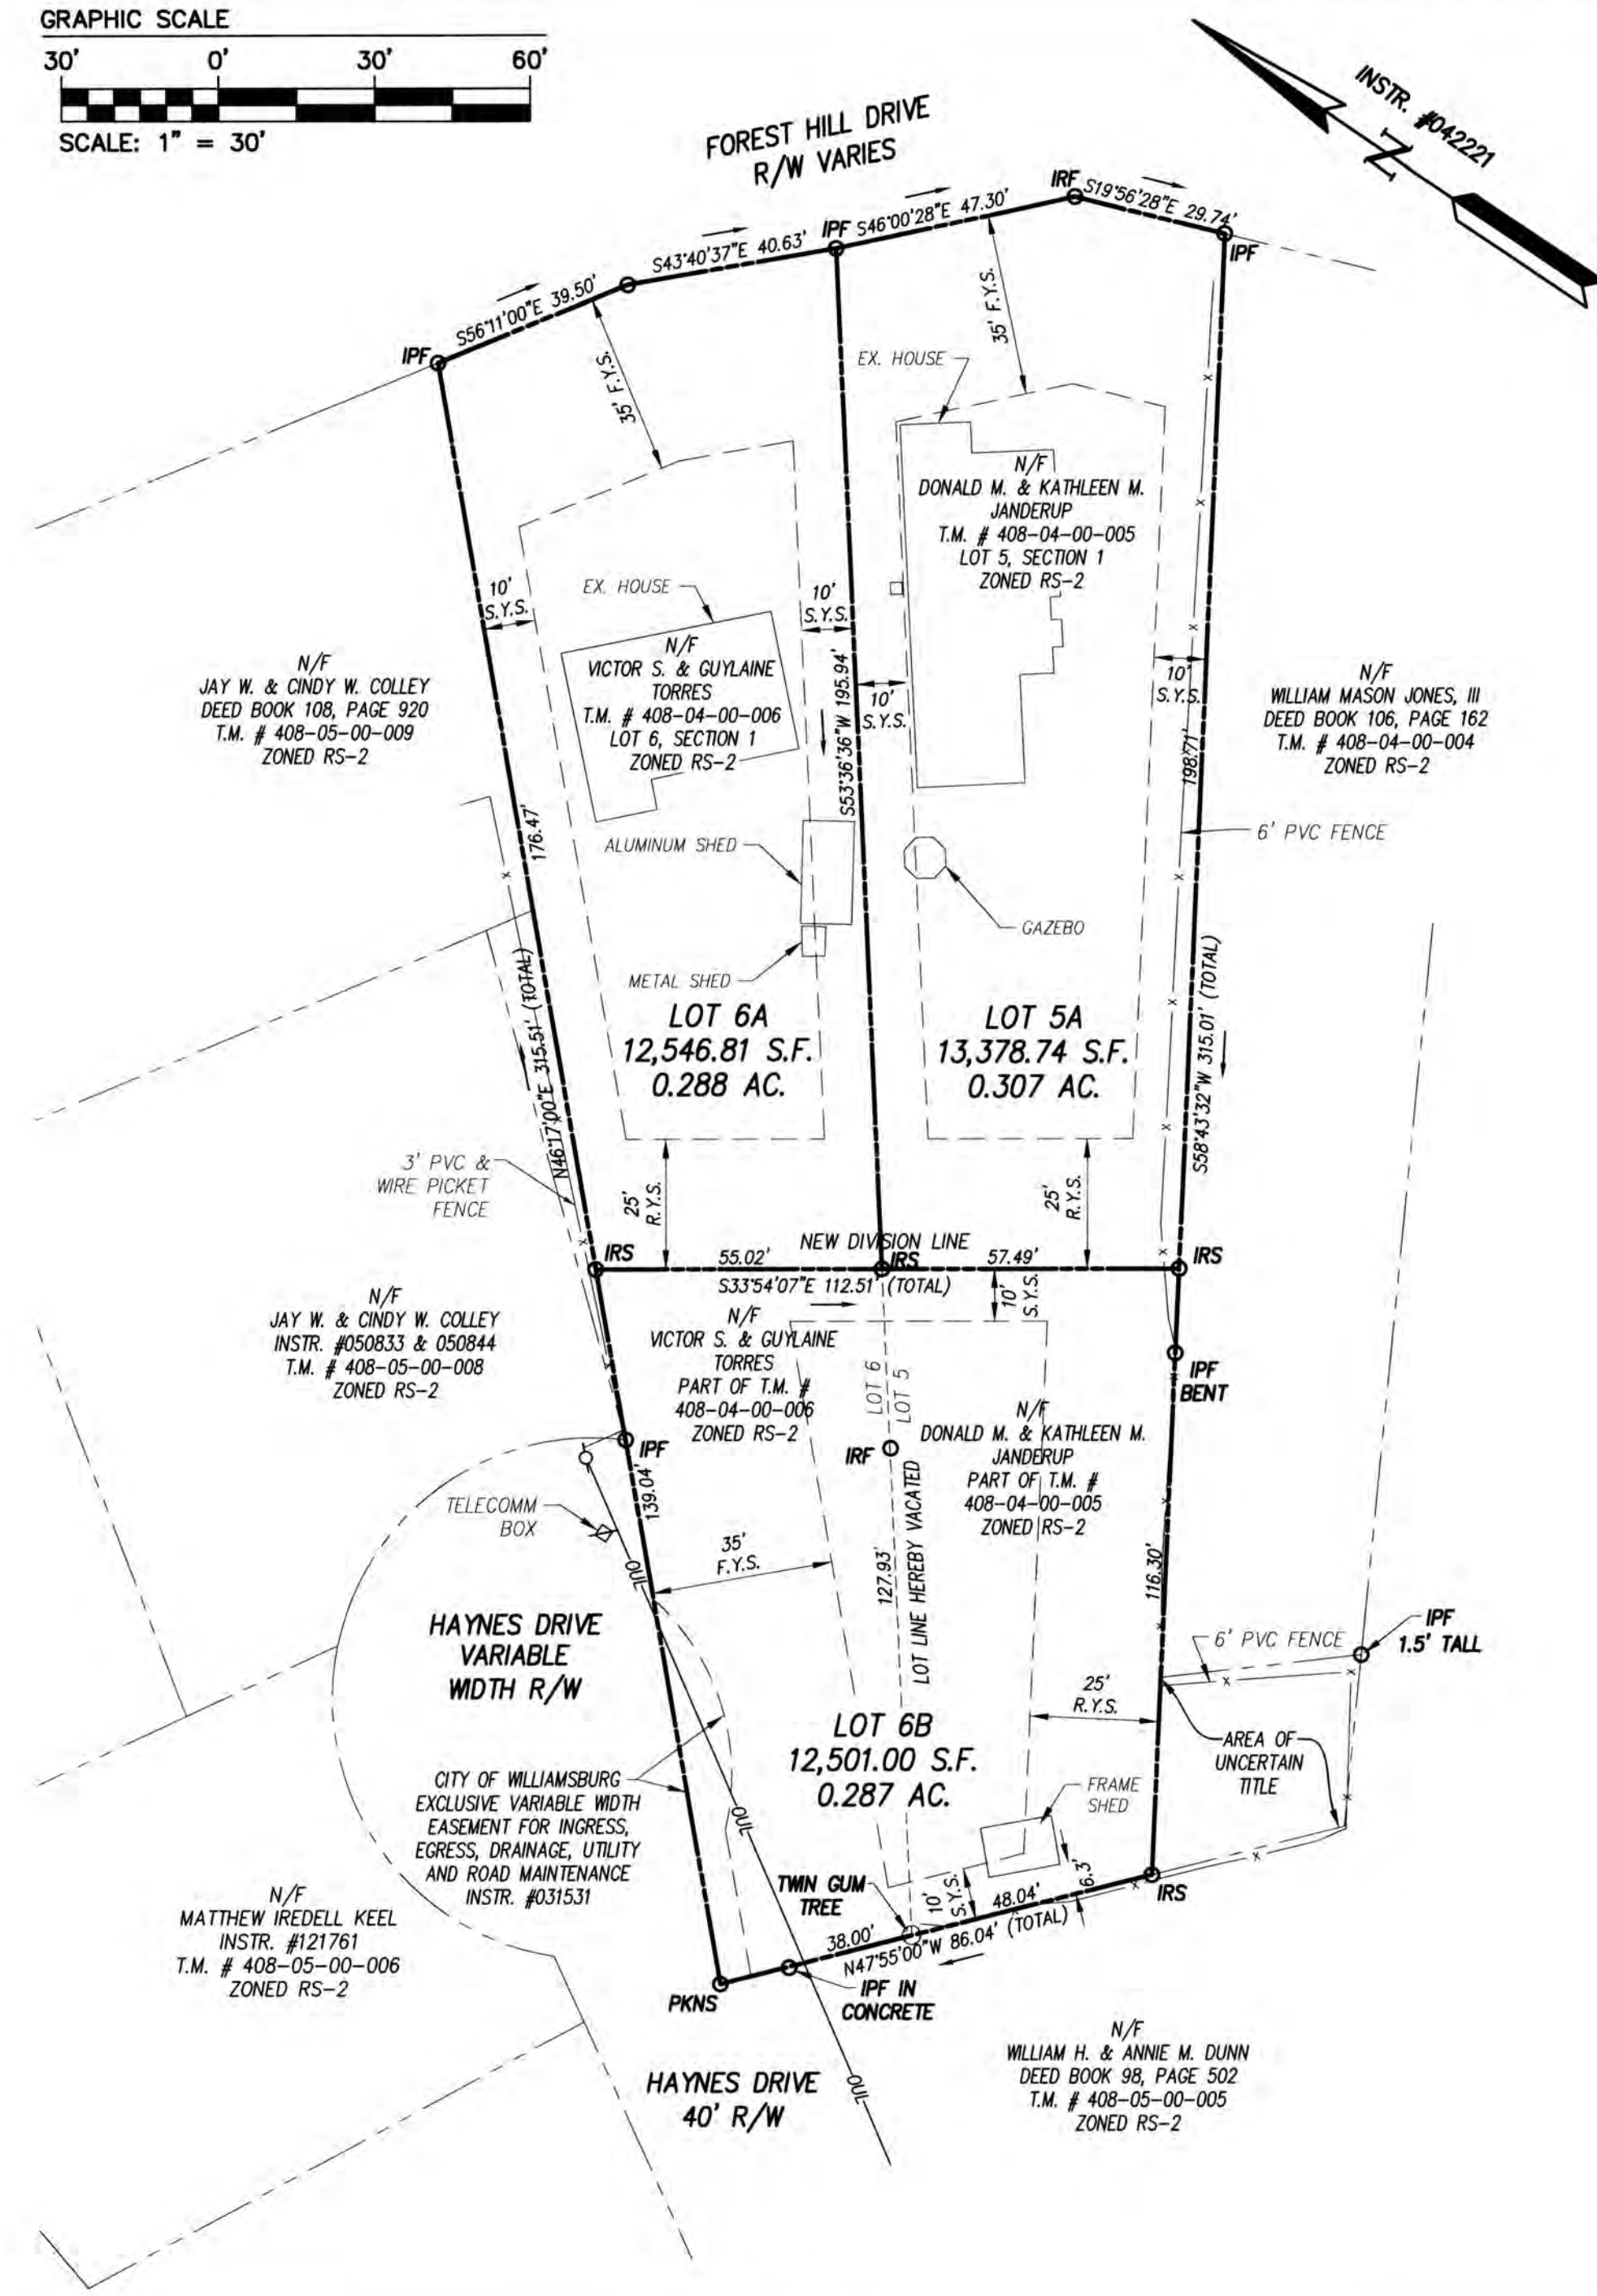 GRAPHIC SCALE
30' 0' 30' 60'
SCALE: 1" = 30'
INSTR. #042221
N
FOREST HILL DRIVE
R/W VARIES
IRF
S19°56'28"E 29.74'
IPF
S46°00'28"E 47.30'
IPF
S43°40'37"E 40.63'
S56°11'00"E 39.50'
IPF
35' F.Y.S.
35' F.Y.S.
EX. HOUSE
N/F
DONALD M. & KATHLEEN M.
JANDERUP
T.M. # 408-04-00-005
LOT 5, SECTION 1
ZONED RS-2
EX. HOUSE
10'
S.Y.S.
10'
S.Y.S.
N/F
VICTOR S. & GUYLAINE
TORRES
T.M. # 408-04-00-006
LOT 6, SECTION 1
ZONED RS-2
S53°36'36"W 195.94'
10'
S.Y.S.
10'
S.Y.S.
N/F
JAY W. & CINDY W. COLLEY
DEED BOOK 108, PAGE 920
T.M. # 408-05-00-009
ZONED RS-2
N/F
WILLIAM MASON JONES, III
DEED BOOK 106, PAGE 162
T.M. # 408-04-00-004
ZONED RS-2
198.71'
6' PVC FENCE
176.47'
ALUMINUM SHED
GAZEBO
METAL SHED
LOT 6A
12,546.81 S.F.
0.288 AC.
LOT 5A
13,378.74 S.F.
0.307 AC.
N46°17'00"E 315.51' (TOTAL)
S58°43'32"W 315.01' (TOTAL)
3' PVC &
WIRE PICKET
FENCE
25'
R.Y.S.
25'
R.Y.S.
IRS
55.02'
NEW DIVISION LINE
IRS
57.49'
IRS
S33°54'07"E 112.51' (TOTAL)
10'
S.Y.S.
N/F
JAY W. & CINDY W. COLLEY
INSTR. #050833 & 050844
T.M. # 408-05-00-008
ZONED RS-2
N/F
VICTOR S. & GUYLAINE
TORRES
PART OF T.M. #
408-04-00-006
ZONED RS-2
LOT 6
LOT 5
IPF
BENT
N/F
DONALD M. & KATHLEEN M.
JANDERUP
PART OF T.M. #
408-04-00-005
ZONED RS-2
IRF
IPF
139.04'
TELECOMM
BOX
35'
F.Y.S.
127.93'
LOT LINE HEREBY VACATED
116.30'
OUL
HAYNES DRIVE
VARIABLE
WIDTH R/W
6' PVC FENCE
IPF
1.5' TALL
25'
R.Y.S.
LOT 6B
12,501.00 S.F.
0.287 AC.
AREA OF
UNCERTAIN
TITLE
CITY OF WILLIAMSBURG
EXCLUSIVE VARIABLE WIDTH
EASEMENT FOR INGRESS,
EGRESS, DRAINAGE, UTILITY
AND ROAD MAINTENANCE
INSTR. #031531
OUL
FRAME
SHED
TWIN GUM
TREE
10'
S.Y.S.
6.3'
48.04'
IRS
38.00'
N47°55'00"W 86.04' (TOTAL)
N/F
MATTHEW IREDELL KEEL
INSTR. #121761
T.M. # 408-05-00-006
ZONED RS-2
PKNS
IPF IN
CONCRETE
HAYNES DRIVE
40' R/W
OUL
N/F
WILLIAM H. & ANNIE M. DUNN
DEED BOOK 98, PAGE 502
T.M. # 408-05-00-005
ZONED RS-2